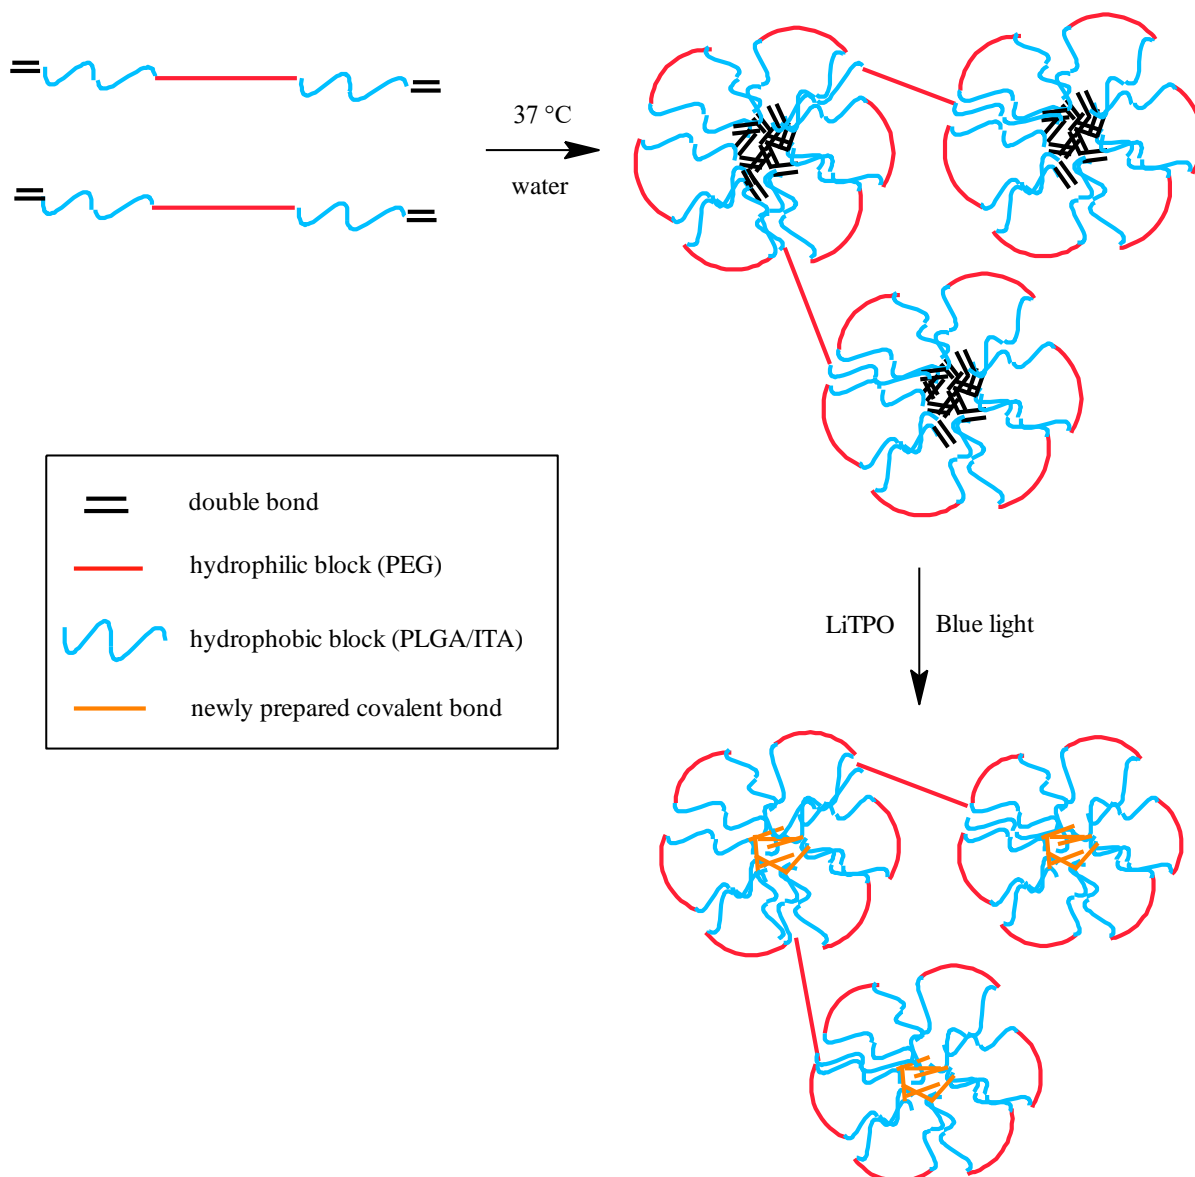 37 °C
water
double bond
hydrophilic block (PEG)
hydrophobic block (PLGA/ITA)
newly prepared covalent bond
LiTPO
Blue light